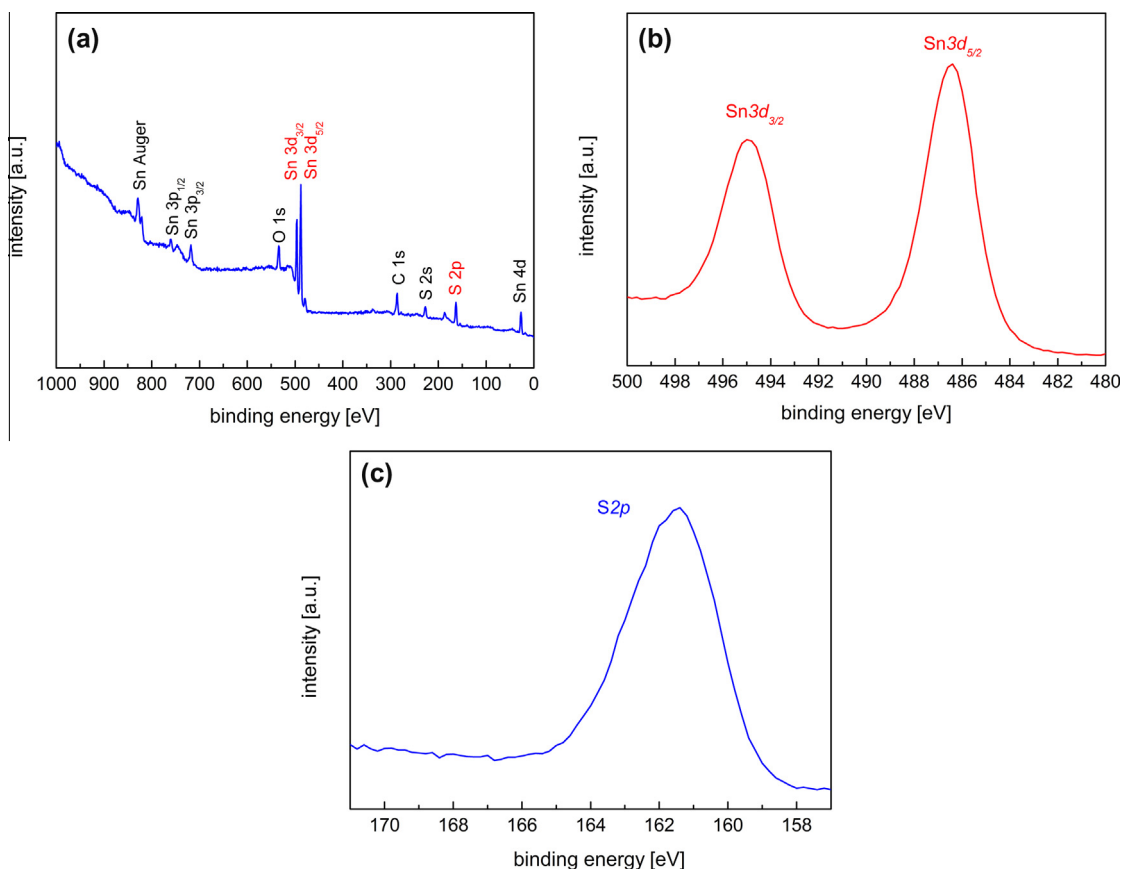 (a)
intensity [a.u.]
Sn Auger
Sn 3p1/2
Sn 3p3/2
O 1s
Sn 3d3/2
Sn 3d5/2
C 1s
S 2s
S 2p
Sn 4d
1000 900 800 700 600 500 400 300 200 100 0
binding energy [eV]
(b)
intensity [a.u.]
Sn3d3/2
Sn3d5/2
500 498 496 494 492 490 488 486 484 482 480
binding energy [eV]
(c)
intensity [a.u.]
S2p
170 168 166 164 162 160 158
binding energy [eV]